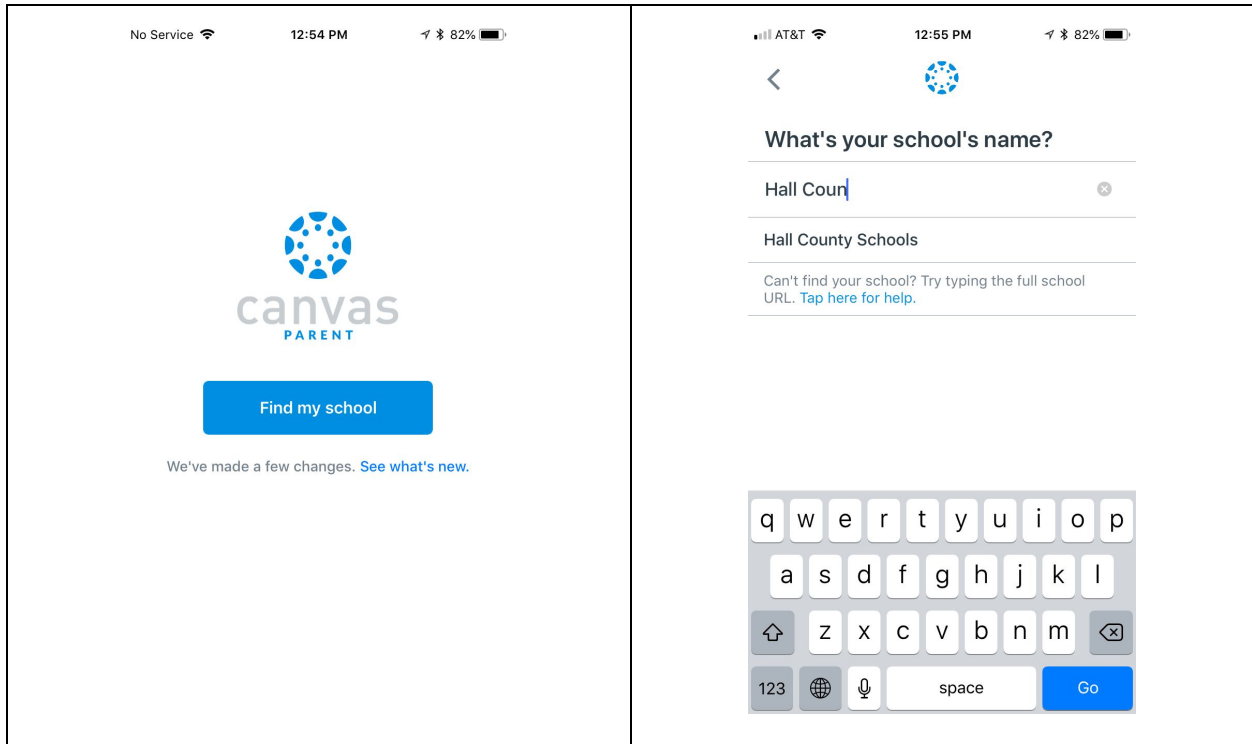 No Service 12:54 PM 82%
canvas
PARENT
Find my school
We've made a few changes. See what's new.
AT&T 12:55 PM 82%
What's your school's name?
Hall Coun
Hall County Schools
Can't find your school? Try typing the full school
URL. Tap here for help.
q w e r t y u i o p
a s d f g h j k l
z x c v b n m
123 space Go